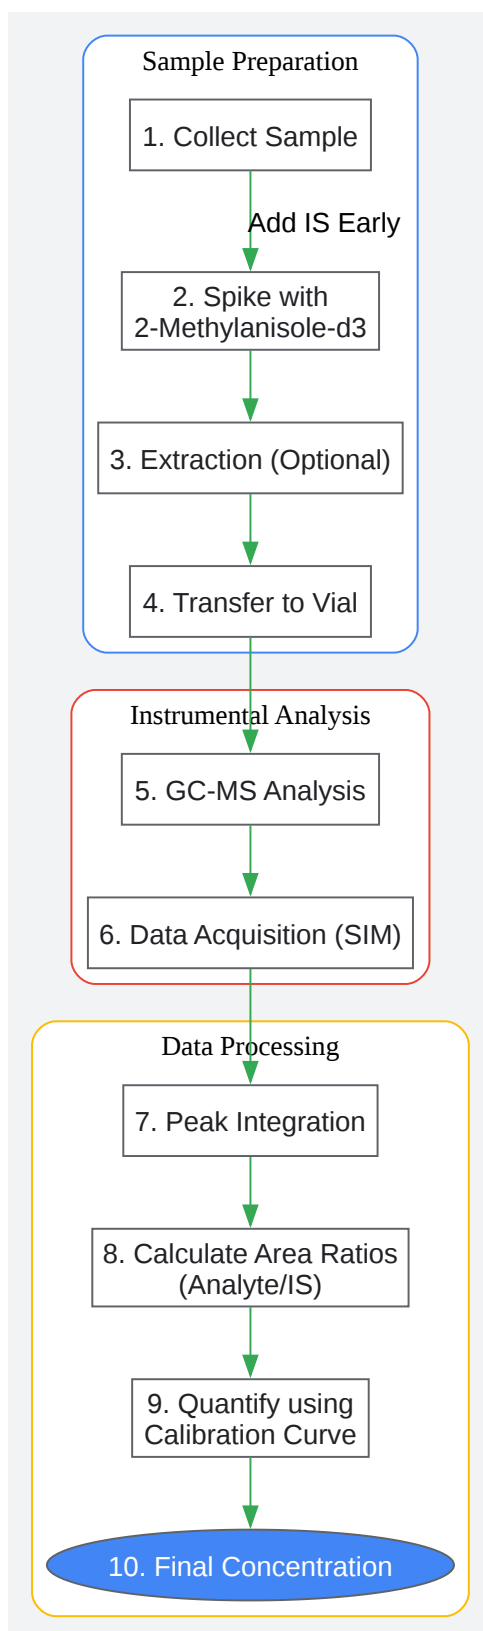 Sample Preparation
1. Collect Sample
Add IS Early
2. Spike with
2-Methylanisole-d3
3. Extraction (Optional)
4. Transfer to Vial
Instrumental Analysis
5. GC-MS Analysis
6. Data Acquisition (SIM)
Data Processing
7. Peak Integration
8. Calculate Area Ratios
(Analyte/IS)
9. Quantify using
Calibration Curve
10. Final Concentration